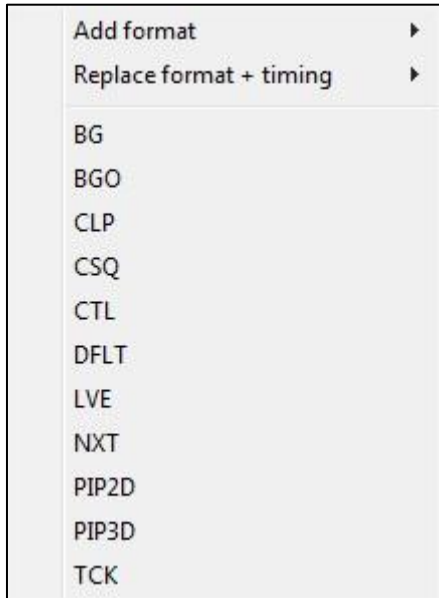 Add format
Replace format + timing
BG
BGO
CLP
CSQ
CTL
DFLT
LVE
NXT
PIP2D
PIP3D
TCK